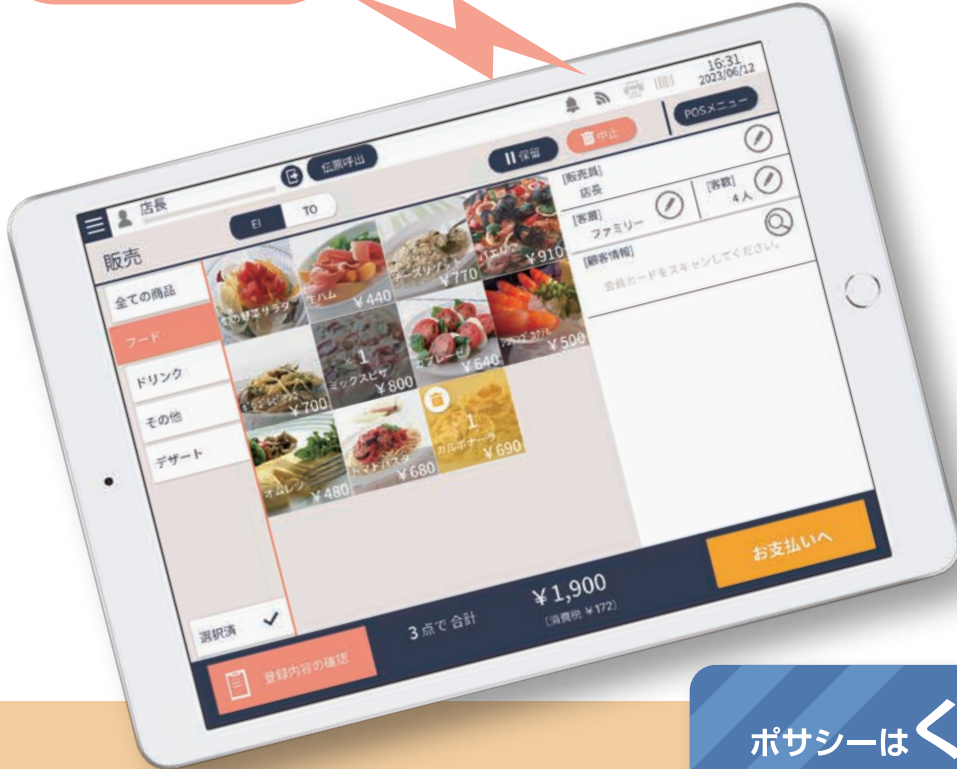 16:31
2023/06/12
店長
伝票呼出
保留
中止
POSメニュー
販売
EI
TO
[販売員]
店長
[客層]
ファミリー
[客数]
4人
[顧客情報]
会員カードをスキャンしてください。
全ての商品
フード
ドリンク
その他
デザート
選択済
生ハム
¥440
チーズリゾット
¥770
¥910
¥700
1
ミックスピザ
¥800
カプレーゼ
¥640
¥500
オムレツ
¥480
トマトパスタ
¥680
1
カルボナーラ
¥690
登録内容の確認
3点で合計
¥1,900
(消費税 ¥172)
お支払いへ
ポサシーは